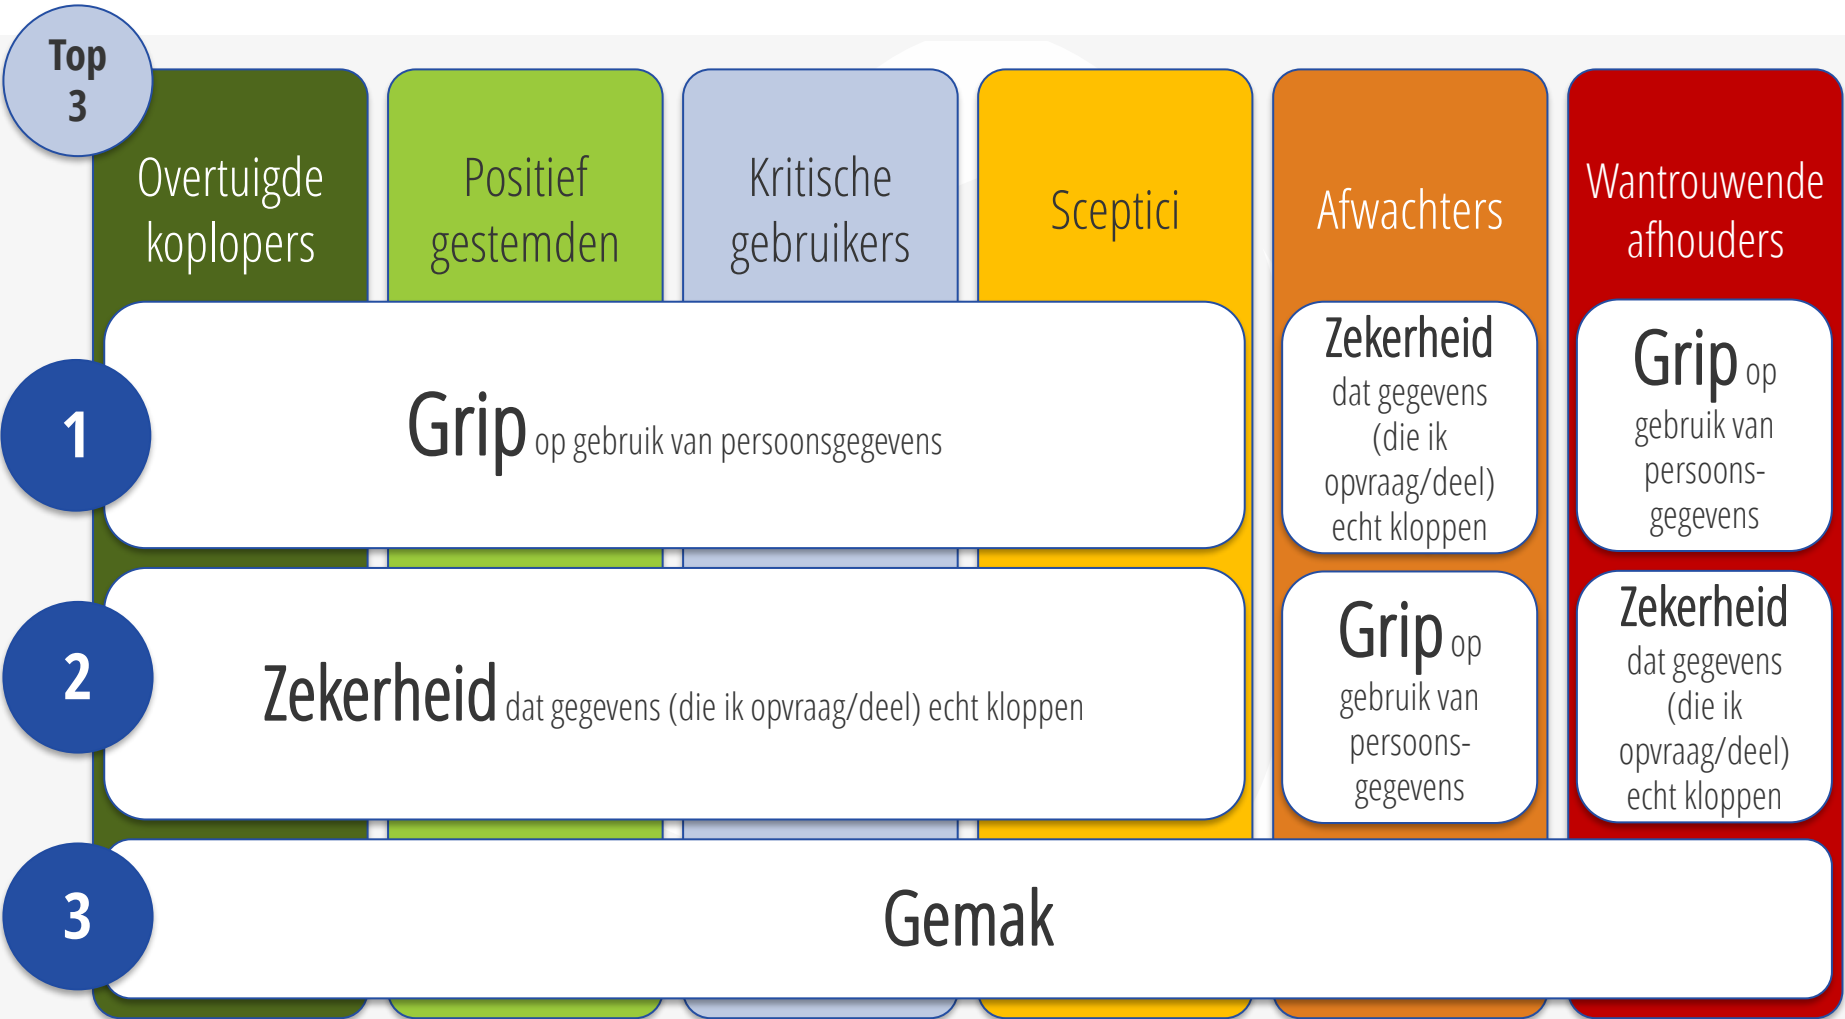 Top
3
Overtuigde
koplopers
Positief
gestemden
Kritische
gebruikers
Sceptici
Afwachters
Wantrouwende
afhouders
1
Grip op gebruik van persoonsgegevens
Zekerheid
dat gegevens
(die ik
opvraag/deel)
echt kloppen
Grip op
gebruik van
persoons-
gegevens
2
Zekerheid dat gegevens (die ik opvraag/deel) echt kloppen
Grip op
gebruik van
persoons-
gegevens
Zekerheid
dat gegevens
(die ik
opvraag/deel)
echt kloppen
3
Gemak